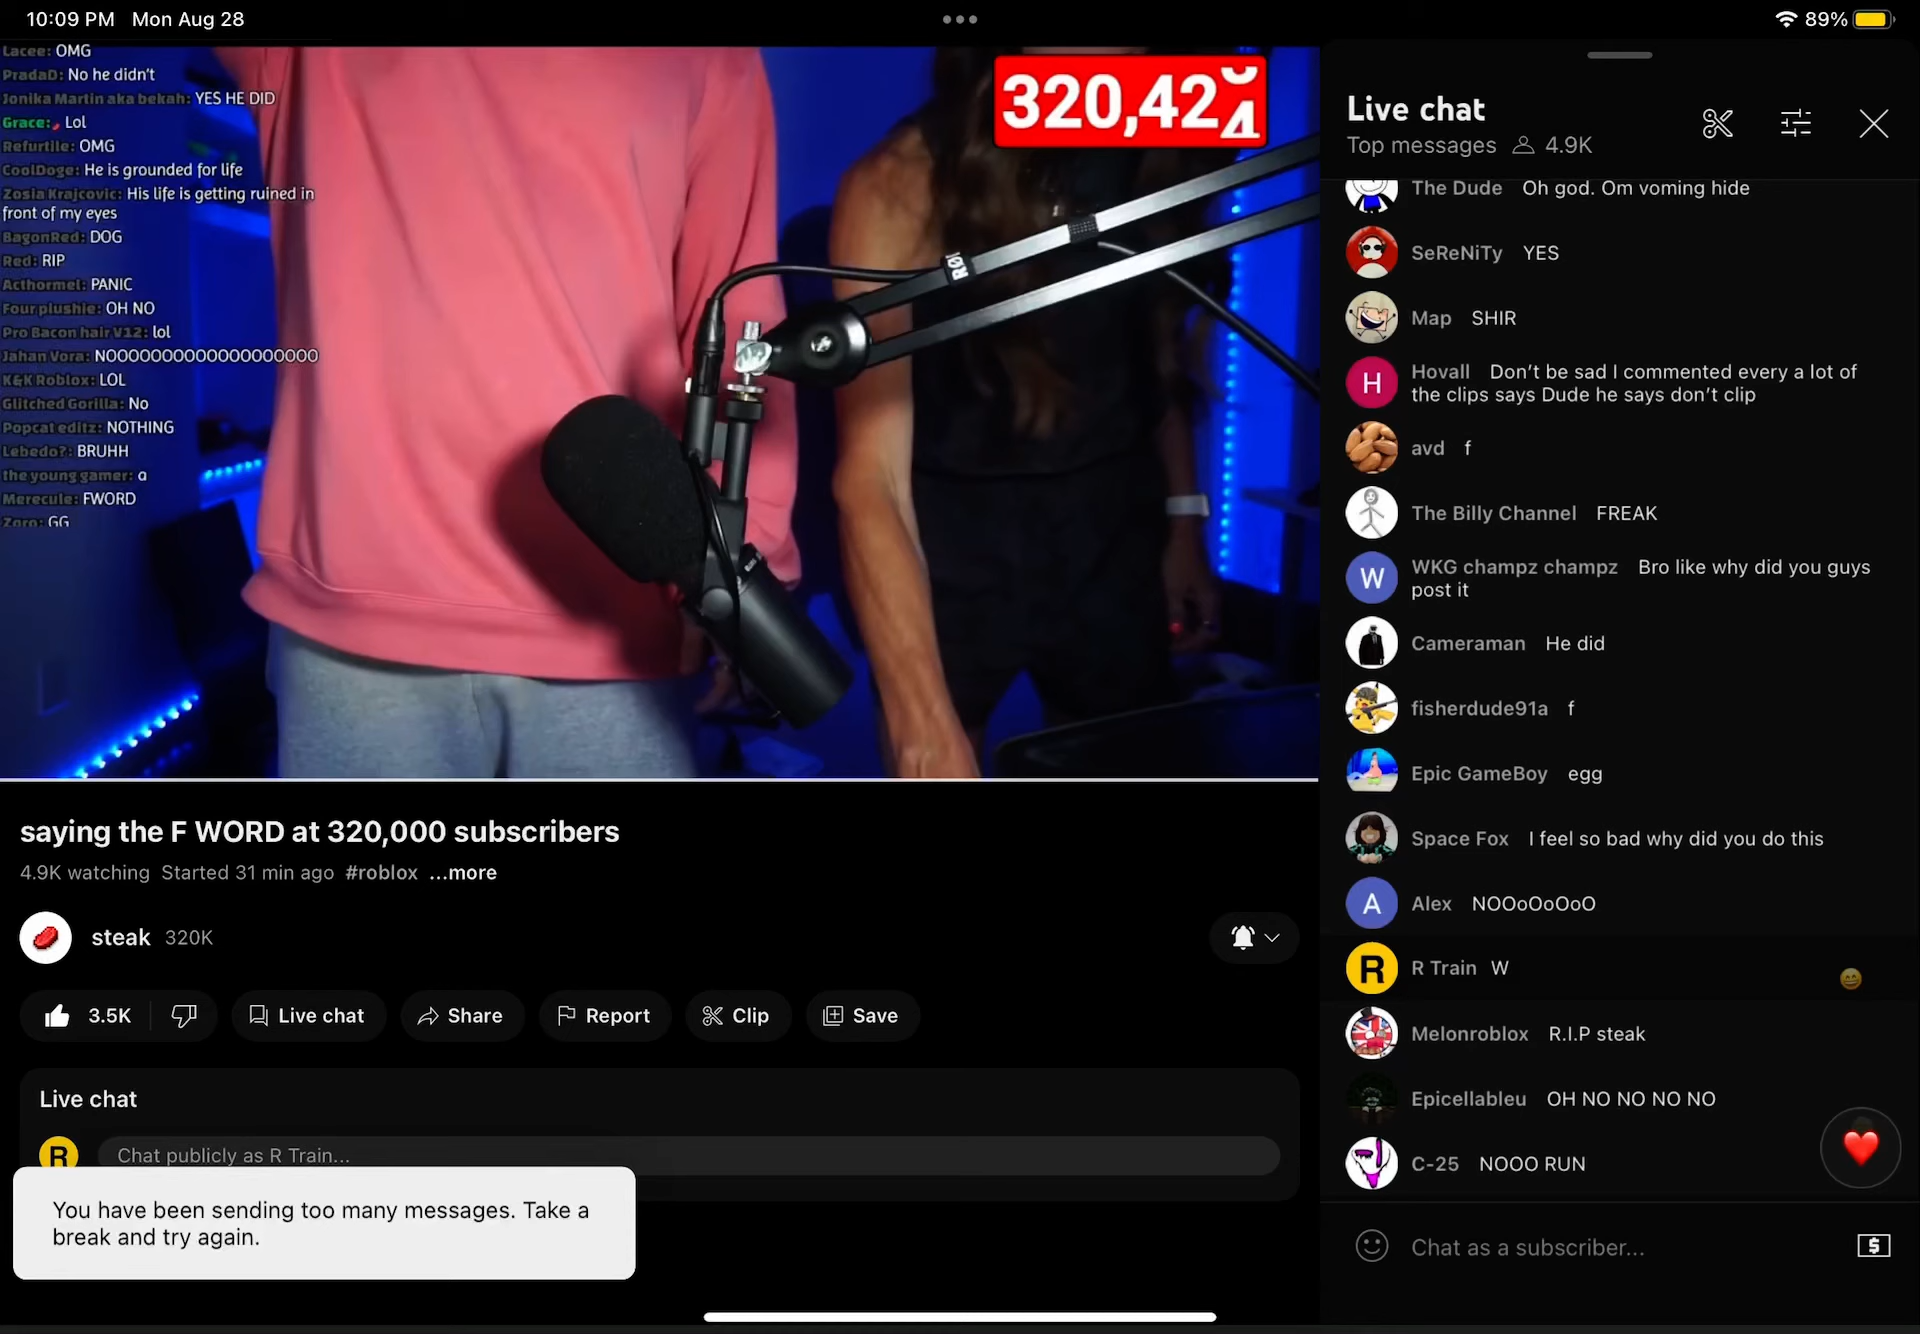 10:09 PM Mon Aug 28
89%
Lacee: OMG
PradaD: No he didn't
Jonika Martin aka bekah: YES HE DID
Grace: Lol
Refurtile: OMG
CoolDoge: He is grounded for life
Zosia Krajcovic: His life is getting ruined in
front of my eyes
BagonRed: DOG
Red: RIP
Acthormel: PANIC
Four plushie: OH NO
Pro Bacon hair V12: lol
Jahan Vora: NOOOOOOOOOOOOOOOOOOO
K&K Roblox: LOL
Glitched Gorilla: No
Popcat editz: NOTHING
Lebedo?: BRUHH
the young gamer: a
Merecule: FWORD
Zoro: GG
320,424
saying the F WORD at 320,000 subscribers
4.9K watching Started 31 min ago #roblox ...more
steak 320K
3.5K
Live chat
Share
Report
Clip
Save
Live chat
R
Chat publicly as R Train...
You have been sending too many messages. Take a
break and try again.
Live chat
Top messages 4.9K
The Dude Oh god. Om voming hide
SeReNiTy YES
Map SHIR
H
Hovall Don't be sad I commented every a lot of
the clips says Dude he says don't clip
avd f
The Billy Channel FREAK
W
WKG champz champz Bro like why did you guys
post it
Cameraman He did
fisherdude91a f
Epic GameBoy egg
Space Fox I feel so bad why did you do this
A
Alex NOOoOoOoO
R
R Train W
Melonroblox R.I.P steak
Epicellableu OH NO NO NO NO
C-25 NOOO RUN
Chat as a subscriber...
$